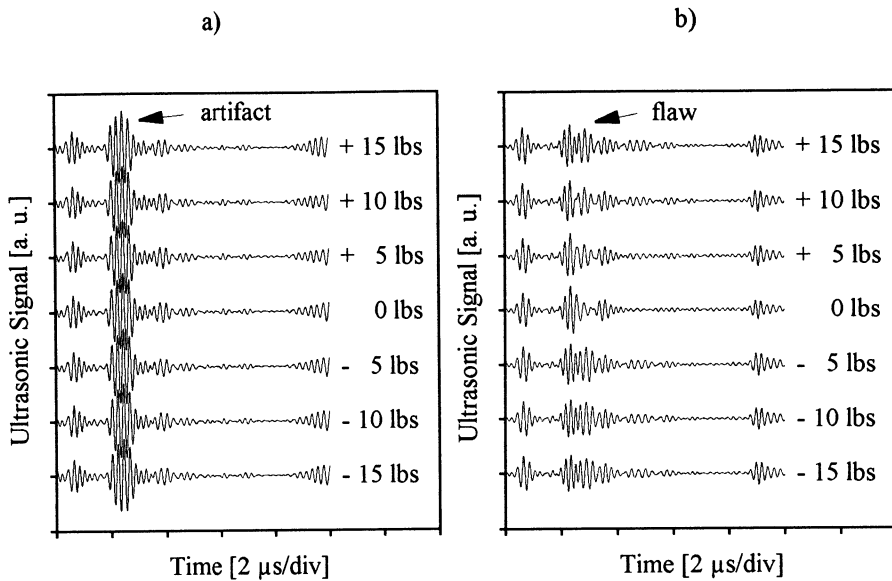 a)
artifact
+ 15 lbs
+ 10 lbs
+ 5 lbs
0 lbs
- 5 lbs
- 10 lbs
- 15 lbs
Ultrasonic Signal [a. u.]
Time [2 µs/div]
b)
flaw
+ 15 lbs
+ 10 lbs
+ 5 lbs
0 lbs
- 5 lbs
- 10 lbs
- 15 lbs
Ultrasonic Signal [a. u.]
Time [2 µs/div]